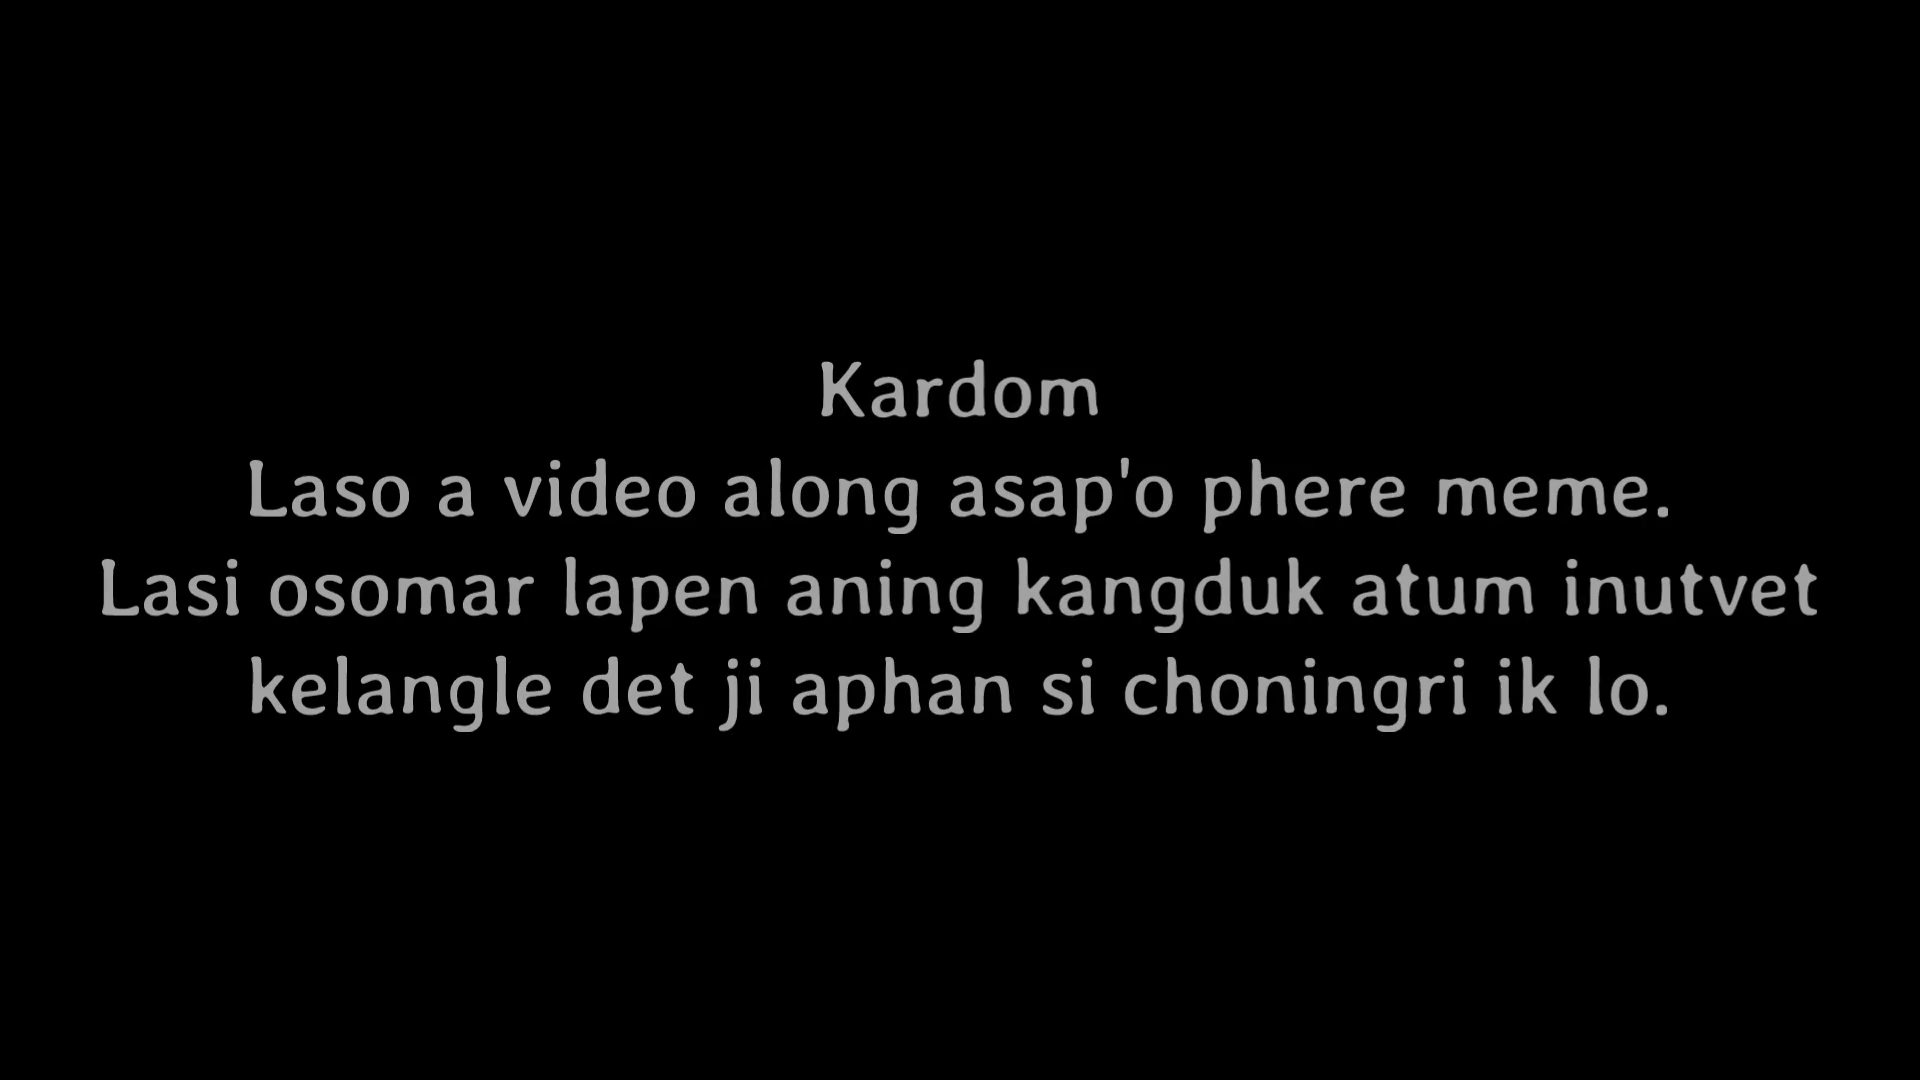 Kardom
Laso a video along asap'o phere meme.
Lasi osomar lapen aning kangduk atum inutvet
kelangle det ji aphan si choningri ik lo.